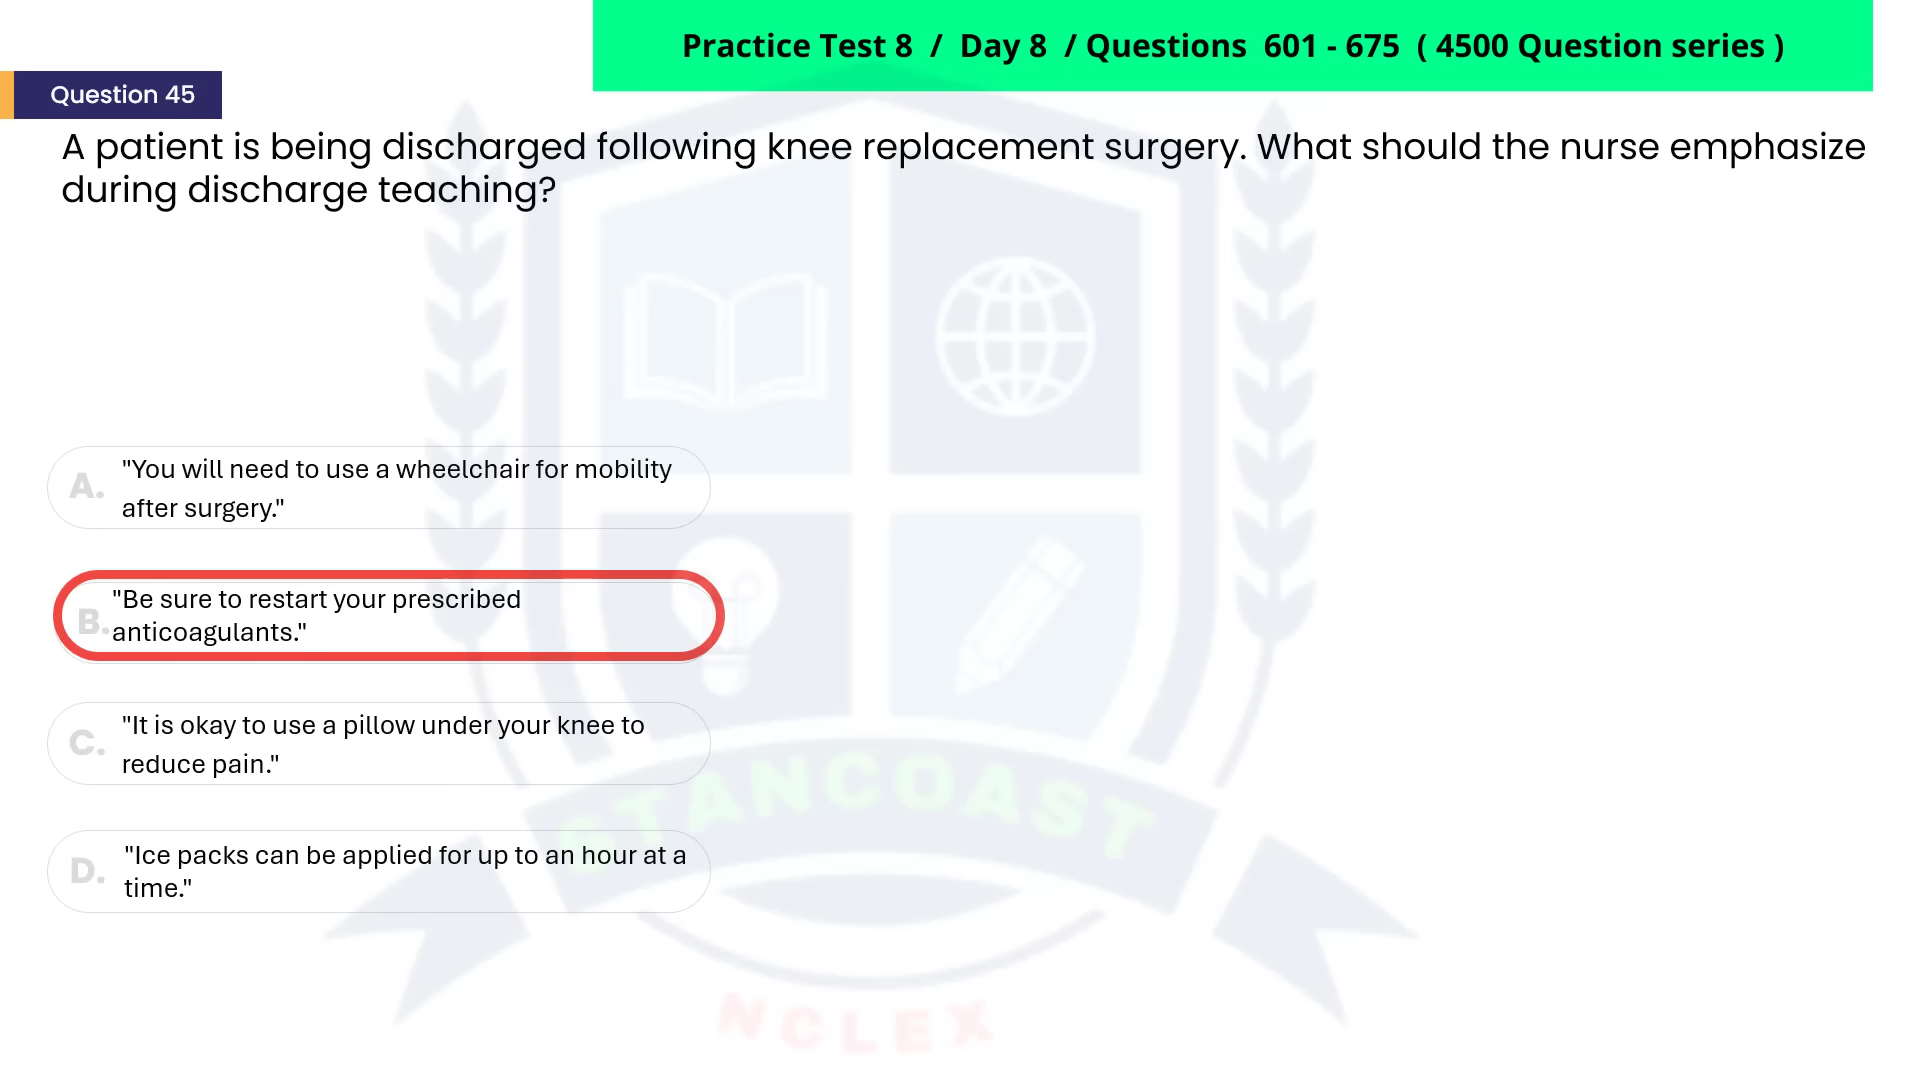 Practice Test 8 / Day 8 / Questions 601 - 675 ( 4500 Question series )
Question 45
A patient is being discharged following knee replacement surgery. What should the nurse emphasize
during discharge teaching?
A. "You will need to use a wheelchair for mobility
after surgery."
B. "Be sure to restart your prescribed
anticoagulants."
C. "It is okay to use a pillow under your knee to
reduce pain."
D. "Ice packs can be applied for up to an hour at a
time."
STANCOAST
NCLEX